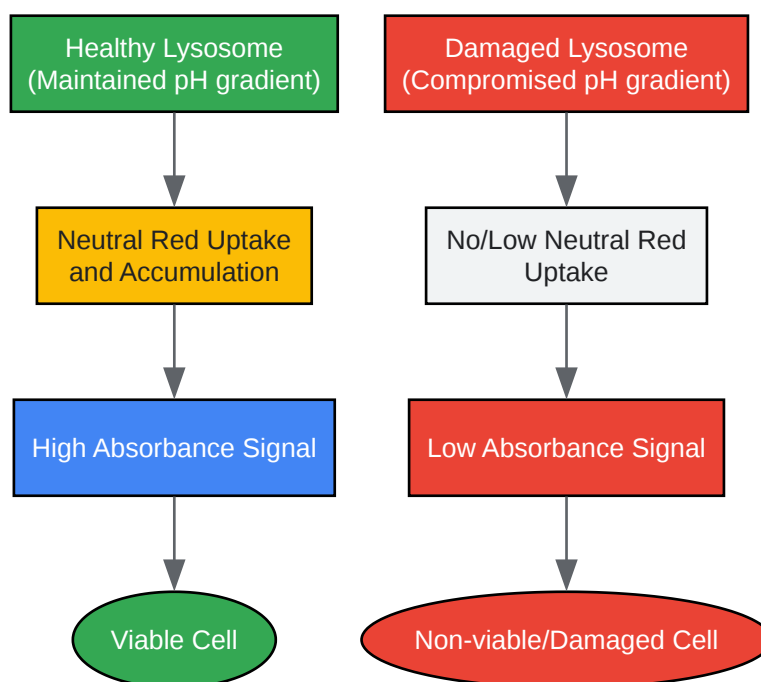 Healthy Lysosome
(Maintained pH gradient)
Neutral Red Uptake
and Accumulation
High Absorbance Signal
Viable Cell
Damaged Lysosome
(Compromised pH gradient)
No/Low Neutral Red
Uptake
Low Absorbance Signal
Non-viable/Damaged Cell